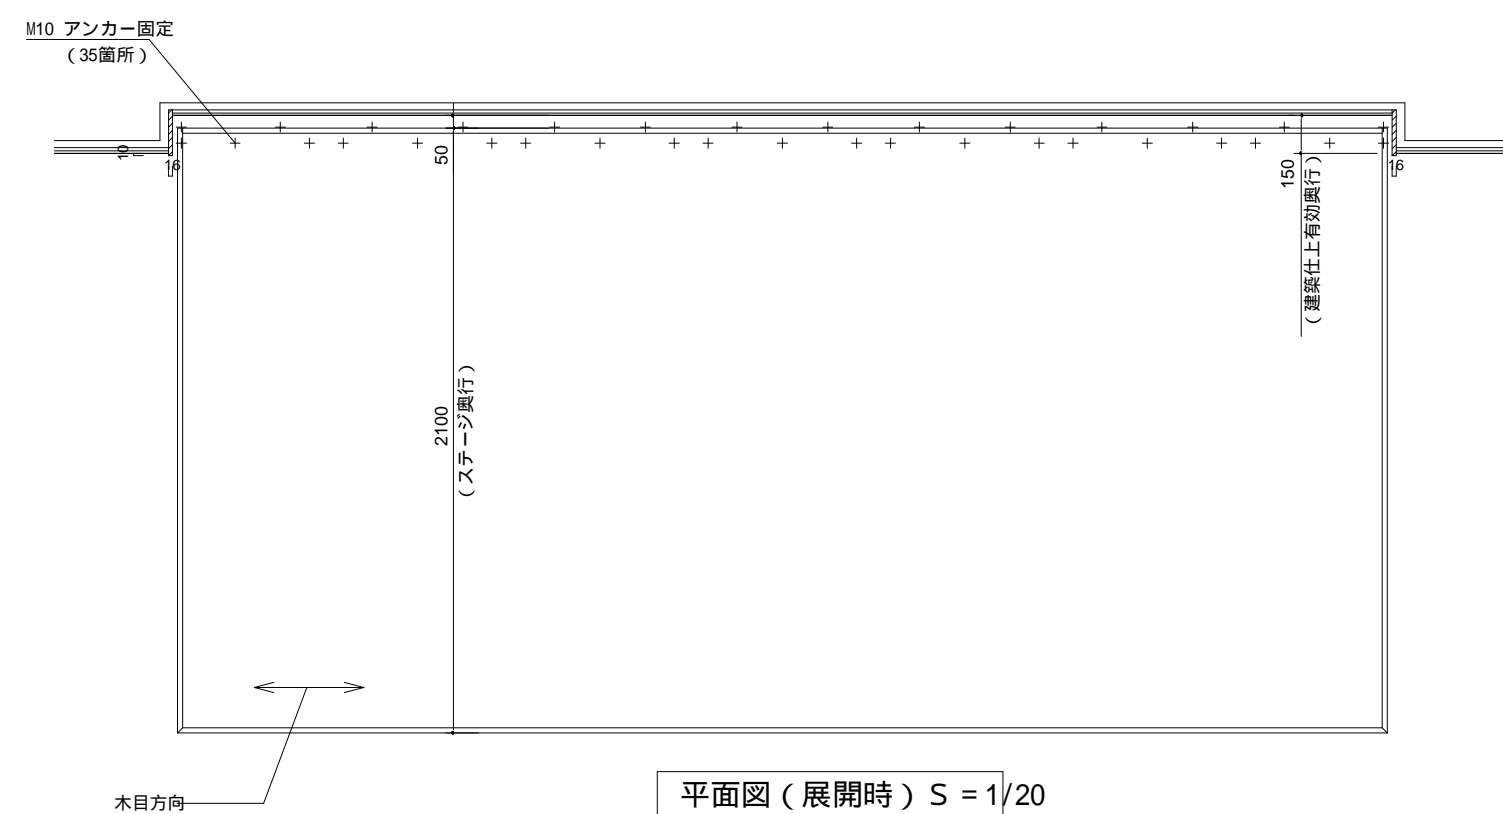 M10 アンカー固定
（35箇所）
10
16
50
150
（建築仕上有効奥行）
16
2100
（ステージ奥行）
木目方向
平面図（展開時）Ｓ＝1/20